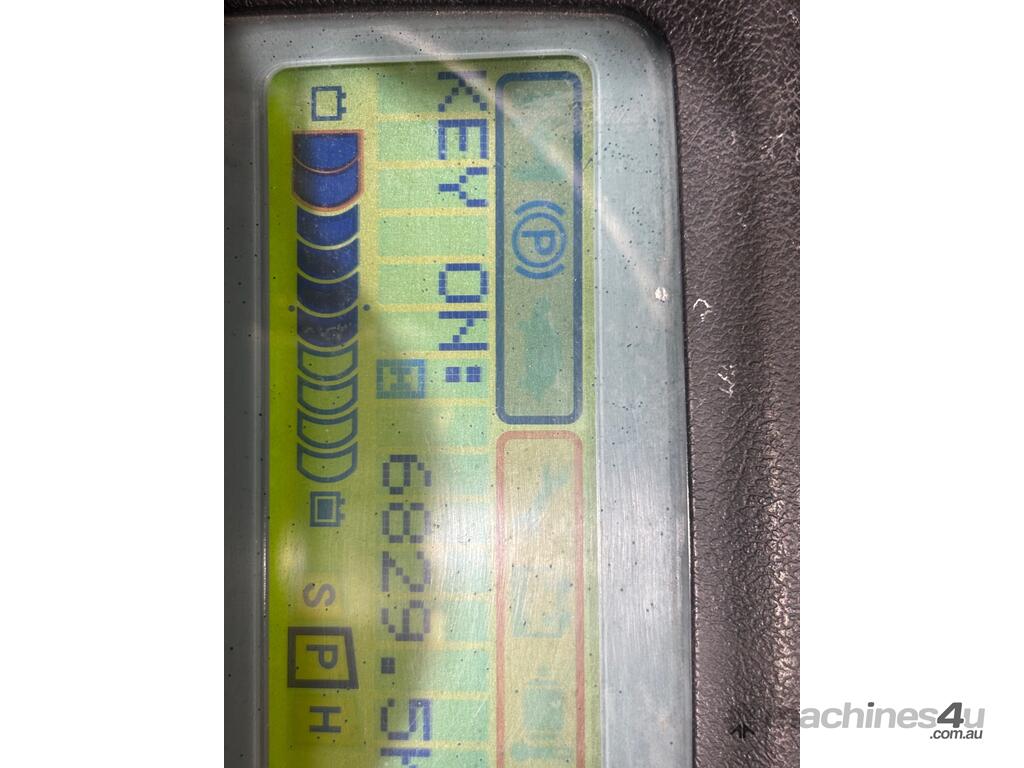 P
KEY ON:
H 6829.5H
S P H
machines4u
.com.au